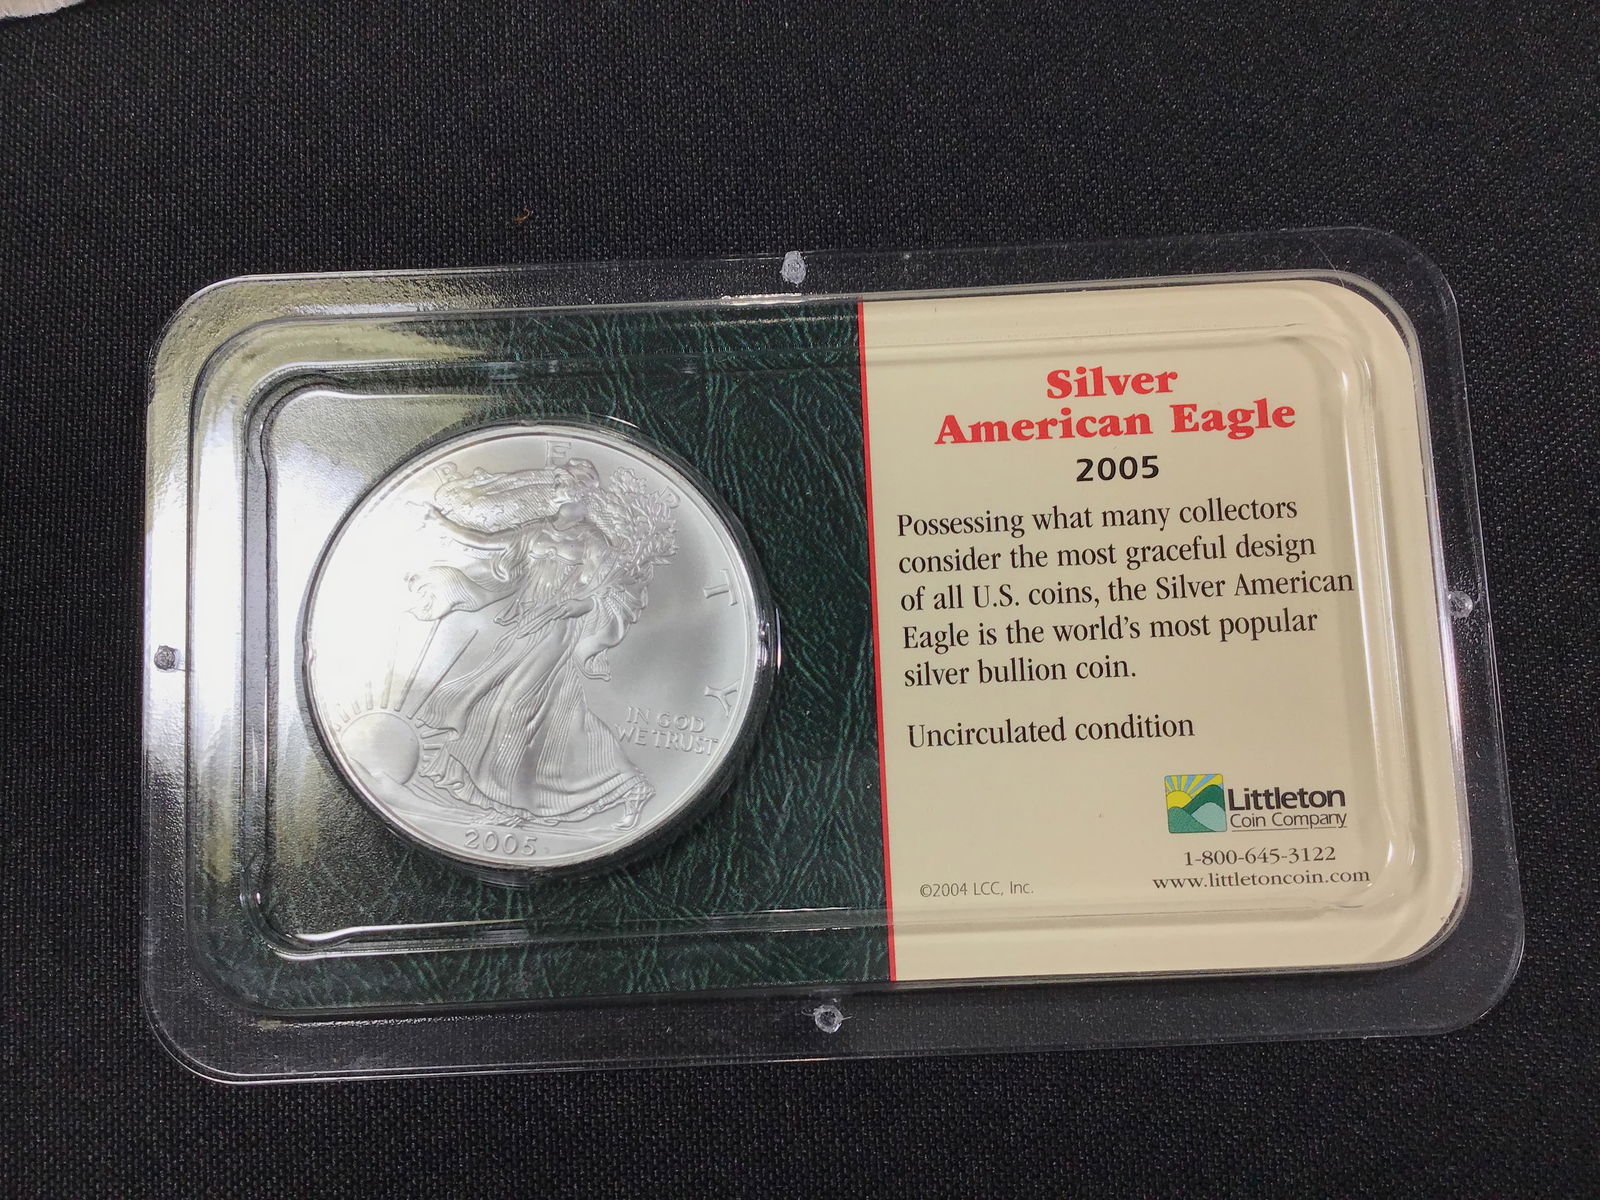 R E
T
Y
IN GOD
WE TRUST
2005
Silver
American Eagle
2005
Possessing what many collectors
consider the most graceful design
of all U.S. coins, the Silver American
Eagle is the world's most popular
silver bullion coin.
Uncirculated condition
Littleton
Coin Company
1-800-645-3122
www.littletoncoin.com
©2004 LCC, Inc.